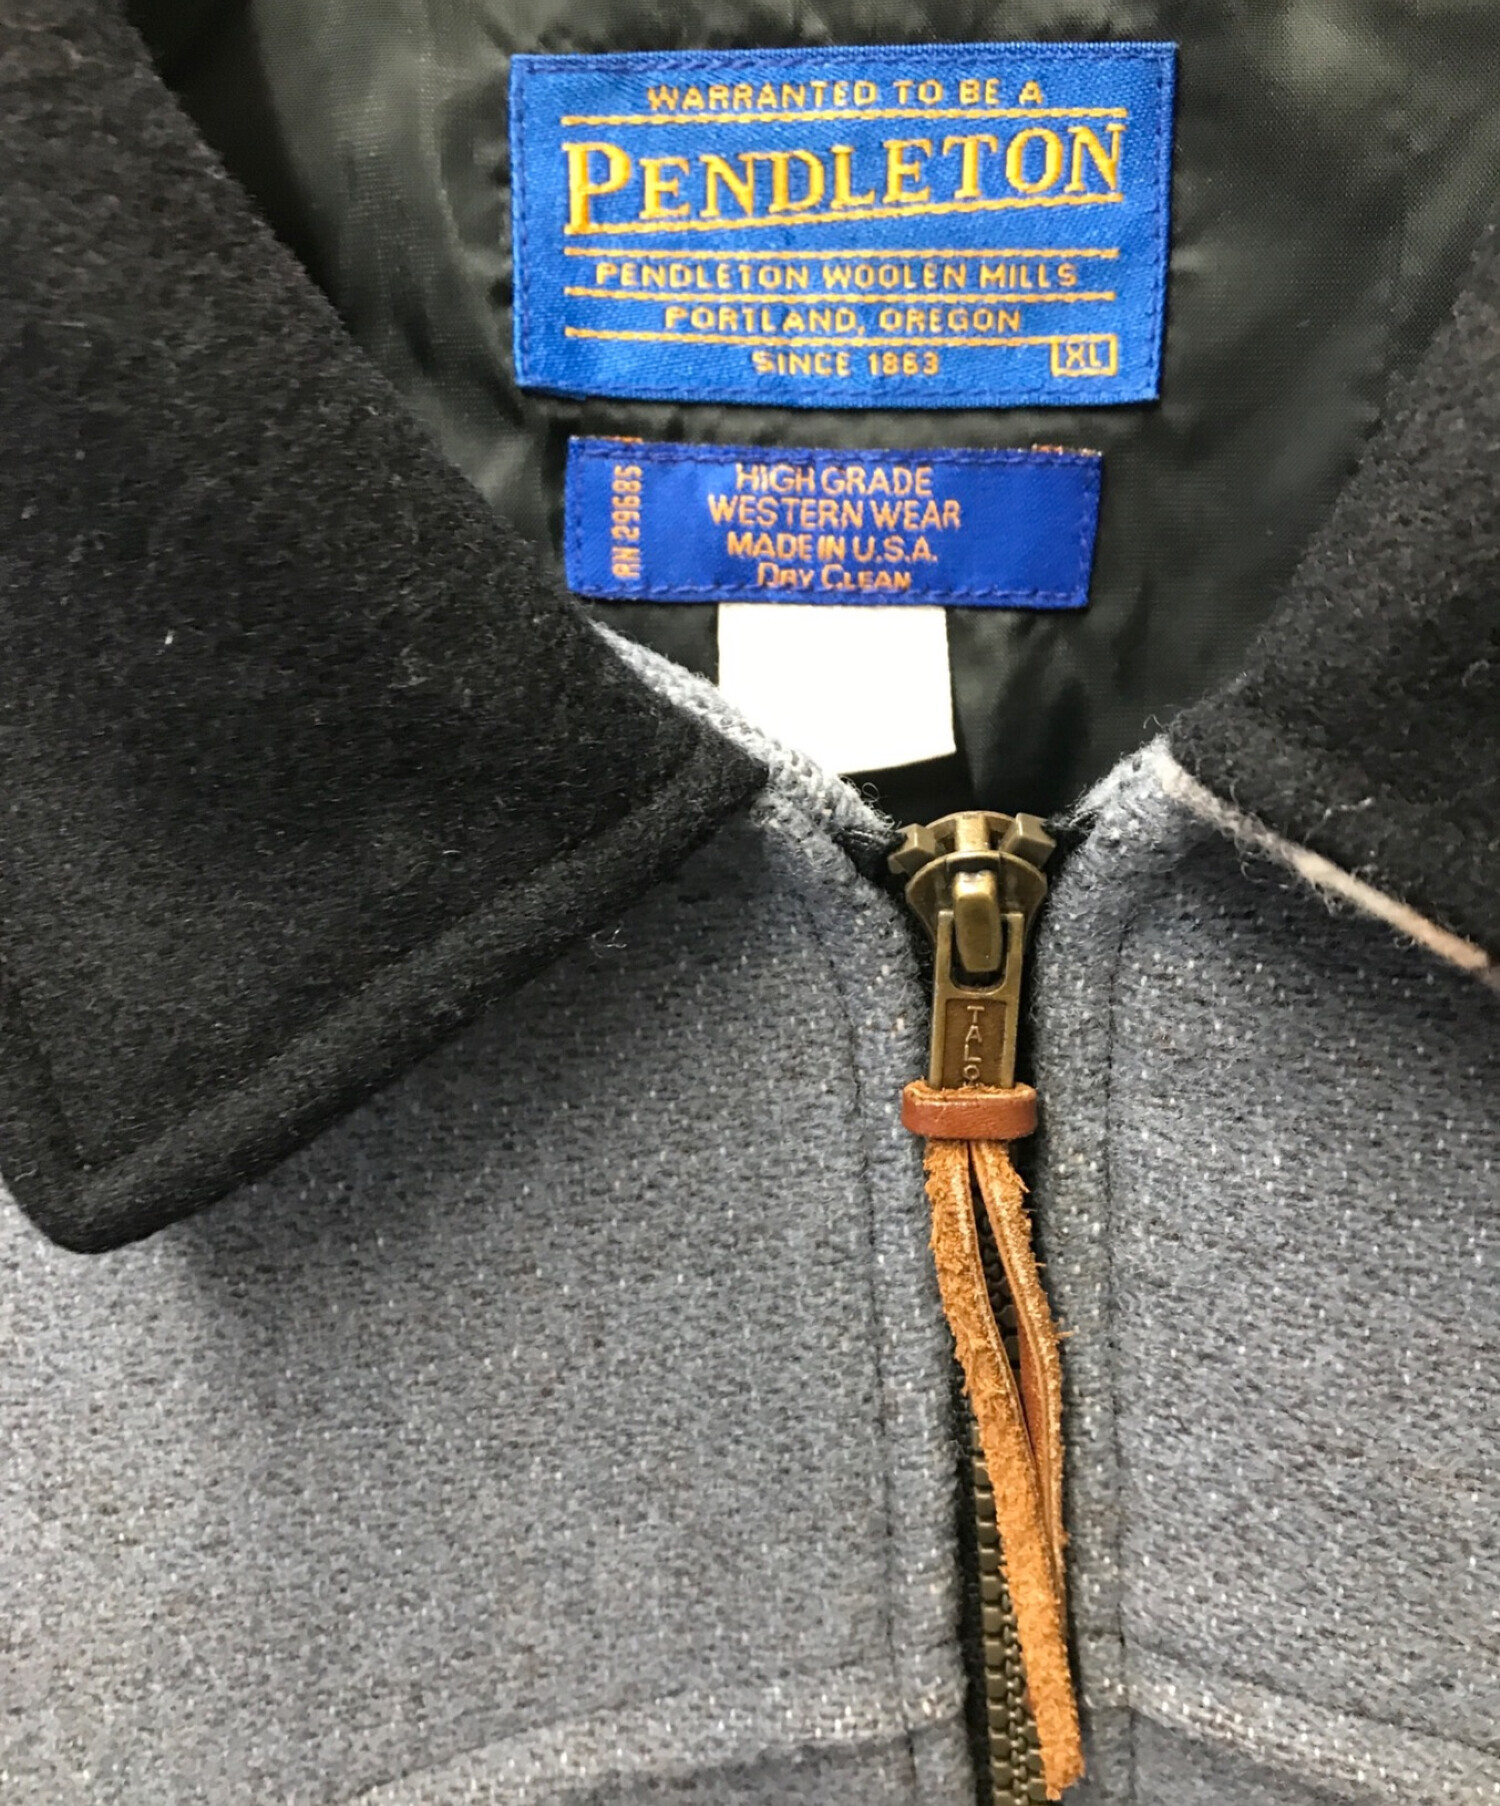 WARRANTED TO BE A
PENDLETON
PENDLETON WOOLEN MILLS
PORTLAND, OREGON
SINCE 1863
XL
RN 29685
HIGH GRADE
WESTERN WEAR
MADE IN U.S.A.
DRY CLEAN
TALO